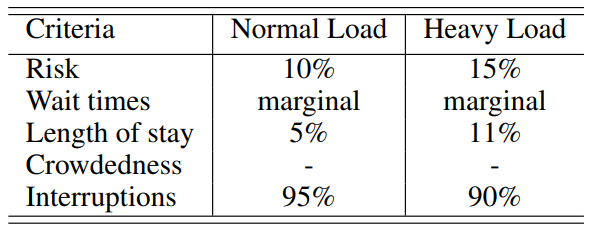 Criteria Normal Load Heavy Load
Risk 10% 15%
Wait times marginal marginal
Length of stay 5% 11%
Crowdedness - -
Interruptions 95% 90%